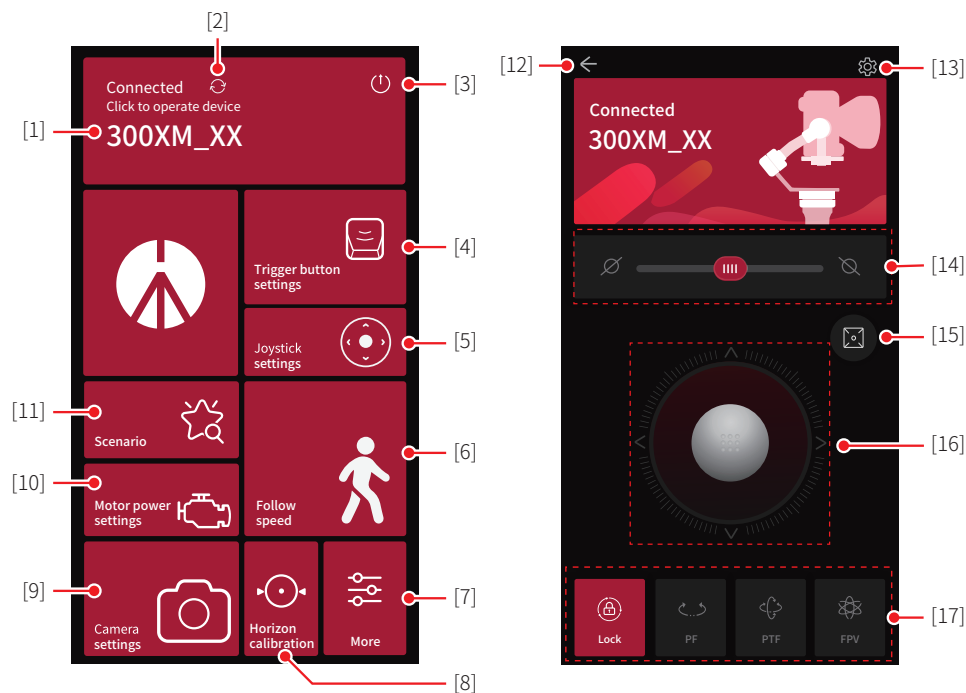 [2]
[12]
[13]
Connected
Click to operate device
300XM_XX
[3]
[1]
Connected
300XM_XX
[4]
Trigger button
settings
[14]
[5]
Joystick
settings
[15]
[11]
Scenario
[6]
[16]
[10]
Motor power
settings
Follow
speed
[9]
Camera
settings
Horizon
calibration
More
[7]
[8]
Lock
PF
PTF
FPV
[17]